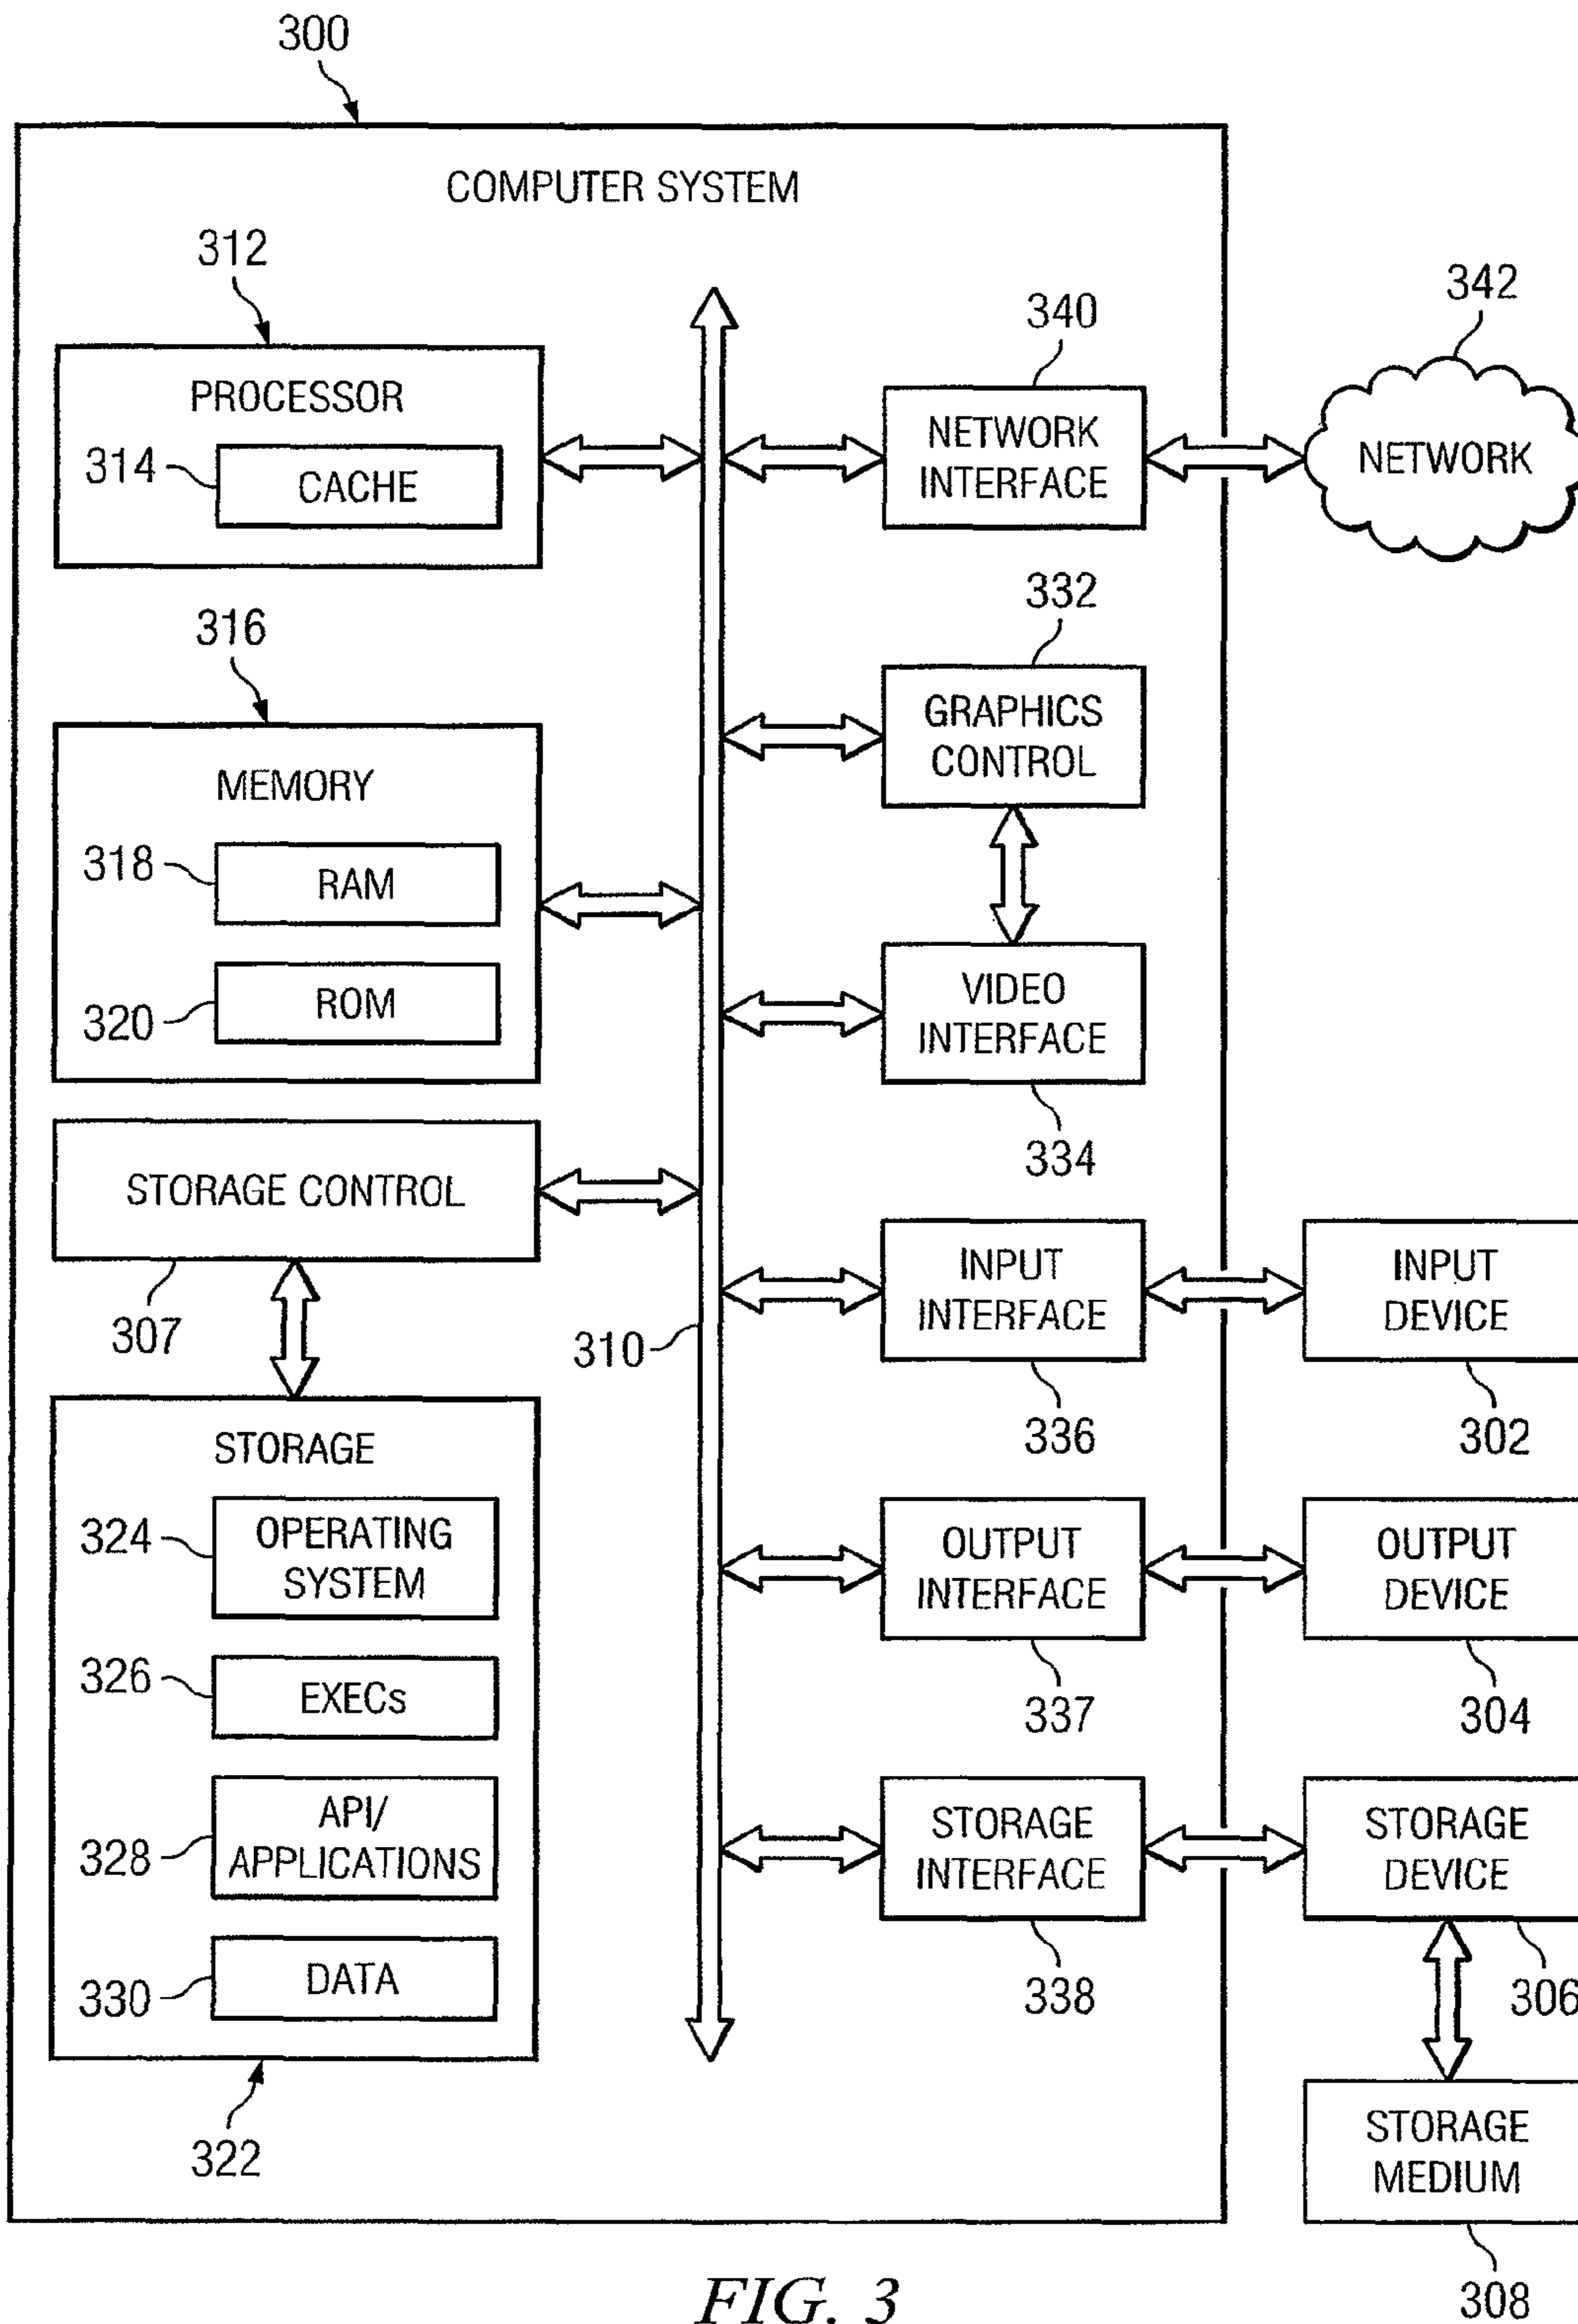 300
COMPUTER SYSTEM
312
PROCESSOR
314
CACHE
316
MEMORY
318
RAM
320
ROM
STORAGE CONTROL
307
STORAGE
324
OPERATING
SYSTEM
326
EXECs
328
API/
APPLICATIONS
330
DATA
322
310
340
NETWORK
INTERFACE
342
NETWORK
332
GRAPHICS
CONTROL
VIDEO
INTERFACE
334
INPUT
INTERFACE
336
INPUT
DEVICE
302
OUTPUT
INTERFACE
337
OUTPUT
DEVICE
304
STORAGE
INTERFACE
338
STORAGE
DEVICE
306
STORAGE
MEDIUM
308
FIG. 3